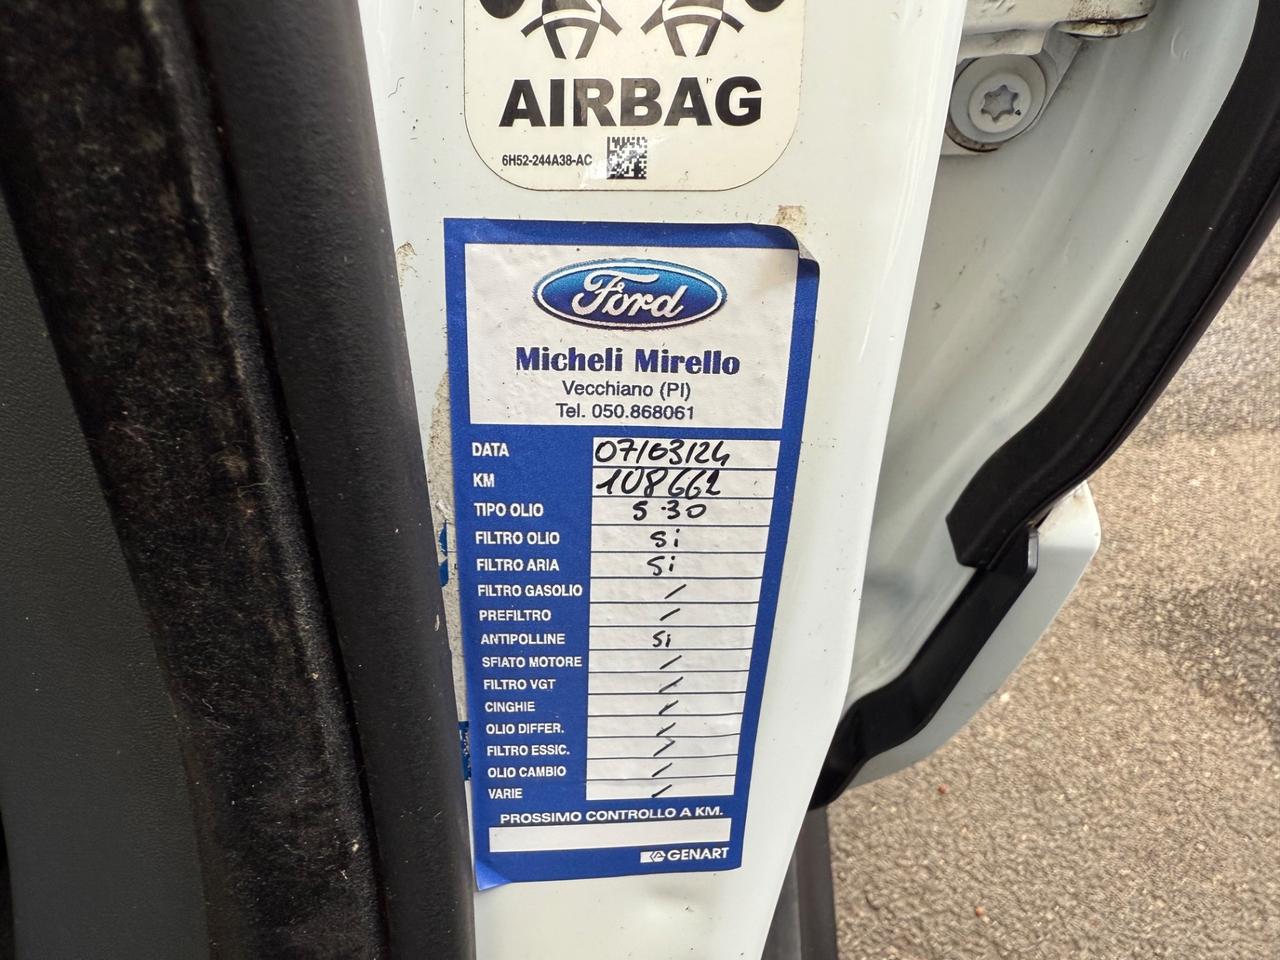 AIRBAG
6H52-244A38-AC
Ford
Micheli Mirello
Vecchiano (PI)
Tel. 050.868061
DATA 07/03/24
KM 108662
TIPO OLIO 5-30
FILTRO OLIO Si
FILTRO ARIA Si
FILTRO GASOLIO /
PREFILTRO /
ANTIPOLLINE Si
SFIATO MOTORE /
FILTRO VGT /
CINGHIE /
OLIO DIFFER. /
FILTRO ESSIC. /
OLIO CAMBIO /
VARIE /
PROSSIMO CONTROLLO A KM.
GENART